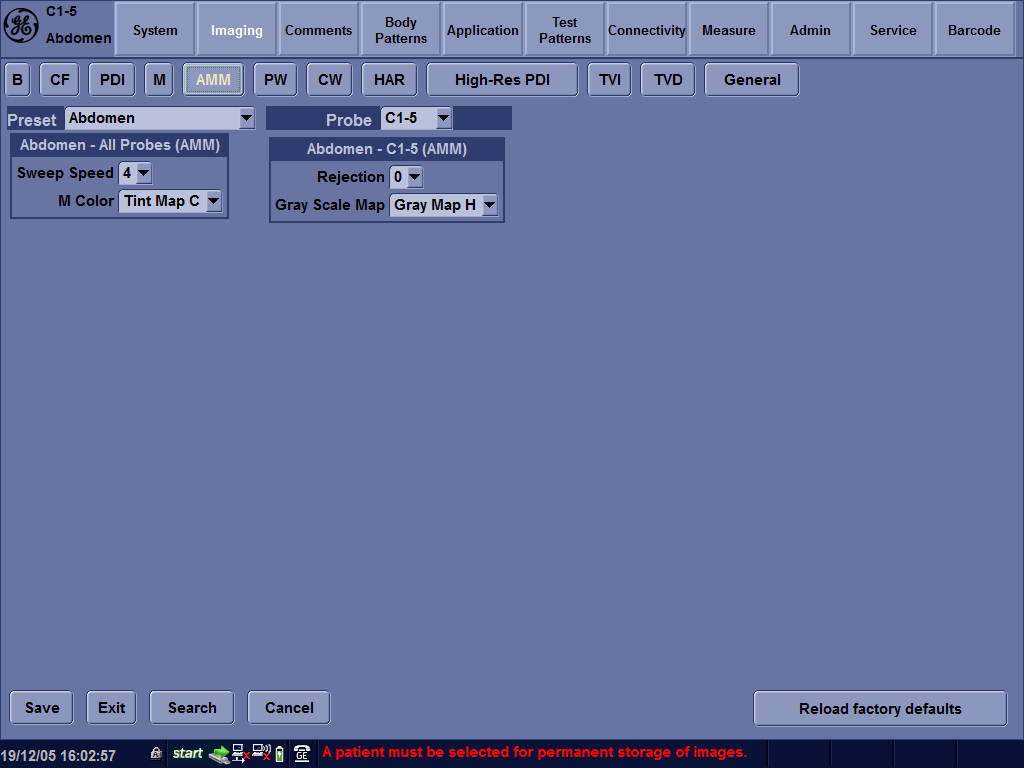 C1-5
Abdomen
System
Imaging
Comments
Body
Patterns
Application
Test
Patterns
Connectivity
Measure
Admin
Service
Barcode
B
CF
PDI
M
AMM
PW
CW
HAR
High-Res PDI
TVI
TVD
General
Preset Abdomen
Probe C1-5
Abdomen - All Probes (AMM)
Sweep Speed 4
M Color Tint Map C
Abdomen - C1-5 (AMM)
Rejection 0
Gray Scale Map Gray Map H
Save
Exit
Search
Cancel
Reload factory defaults
19/12/05 16:02:57
start
GE
A patient must be selected for permanent storage of images.